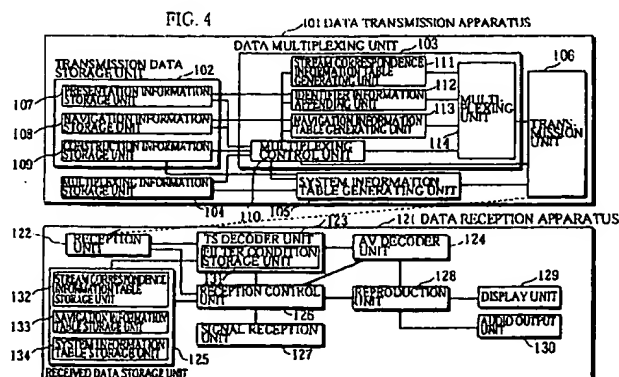 FIG. 4
101 DATA TRANSMISSION APPARATUS
DATA MULTIPLEXING UNIT
103
106
TRANSMISSION DATA
STORAGE UNIT
102
STREAM CORRESPONDENCE
INFORMATION TABLE
GENERATING UNIT
111
107
PRESENTATION INFORMATION
STORAGE UNIT
IDENTIFIER INFORMATION
APPENDING UNIT
112
MULTI-
PLEXING
UNIT
TRANS-
MISSION
UNIT
108
NAVIGATION INFORMATION
STORAGE UNIT
NAVIGATION INFORMATION
TABLE GENERATING UNIT
113
109
CONSTRUCTION INFORMATION
STORAGE UNIT
MULTIPLEXING
CONTROL UNIT
114
MULTIPLEXING INFORMATION
STORAGE UNIT
SYSTEM INFORMATION
TABLE GENERATING UNIT
104
110
105
123
121 DATA RECEPTION APPARATUS
122
RECEPTION
UNIT
TS DECODER UNIT
FILTER CONDITION
STORAGE UNIT
131
AV DECODER
UNIT
124
132
STREAM CORRESPONDENCE
INFORMATION TABLE
STORAGE UNIT
RECEPTION CONTROL
UNIT
126
REPRODUCTION
UNIT
128
DISPLAY UNIT
129
133
NAVIGATION INFORMATION
TABLE STORAGE UNIT
SIGNAL RECEPTION
UNIT
127
AUDIO OUTPUT
UNIT
130
134
SYSTEM INFORMATION
TABLE STORAGE UNIT
125
RECEIVED DATA STORAGE UNIT